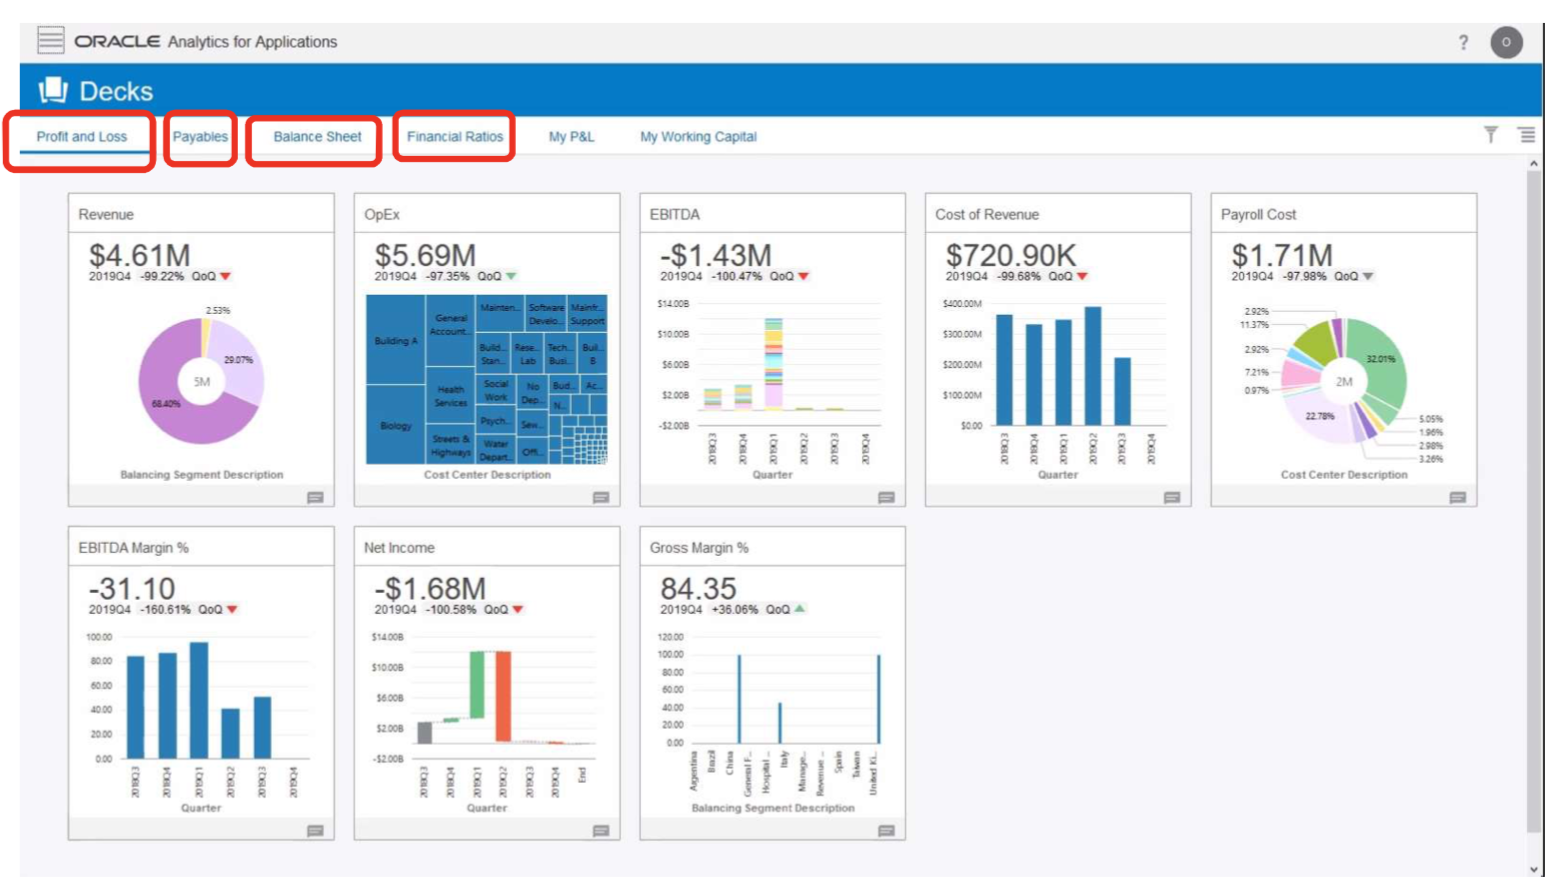 ORACLE Analytics for Applications
?
O
Decks
Profit and Loss
Payables
Balance Sheet
Financial Ratios
My P&L
My Working Capital
Revenue
$4.61M
2019Q4 -99.22% QoQ
2.53%
29.07%
5M
68.40%
Balancing Segment Description
OpEx
$5.69M
2019Q4 -97.35% QoQ
Building A
General Account...
Mainten...
Software Develo...
Mainfr... Support
Build... Stan...
Rese... Lab
Tech... Busi...
Buil... B
Biology
Health Services
Social Work
No Dep...
Bud...
Ac...
N...
Psych...
Sew...
Streets & Highways
Water Depart...
Offi...
Cost Center Description
EBITDA
-$1.43M
2019Q4 -100.47% QoQ
$14.00B
$10.00B
$6.00B
$2.00B
-$2.00B
2018Q3
2018Q4
2019Q1
2019Q2
2019Q3
2019Q4
Quarter
Cost of Revenue
$720.90K
2019Q4 -99.68% QoQ
$400.00M
$300.00M
$200.00M
$100.00M
$0.00
2018Q3
2018Q4
2019Q1
2019Q2
2019Q3
2019Q4
Quarter
Payroll Cost
$1.71M
2019Q4 -97.98% QoQ
2.92%
11.37%
2.92%
7.21%
0.97%
32.01%
2M
22.78%
5.05%
1.96%
2.98%
3.26%
Cost Center Description
EBITDA Margin %
-31.10
2019Q4 -160.61% QoQ
100.00
80.00
60.00
40.00
20.00
0.00
2018Q3
2018Q4
2019Q1
2019Q2
2019Q3
2019Q4
Quarter
Net Income
-$1.68M
2019Q4 -100.58% QoQ
$14.00B
$10.00B
$6.00B
$2.00B
-$2.00B
2018Q3
2018Q4
2019Q1
2019Q2
2019Q3
2019Q4
End
Quarter
Gross Margin %
84.35
2019Q4 +36.06% QoQ
120.00
100.00
80.00
60.00
40.00
20.00
0.00
Argentina
Brazil
China
General F...
Hospital ...
Italy
Manage...
Revenue ...
Spain
Taiwan
United Ki...
Balancing Segment Description